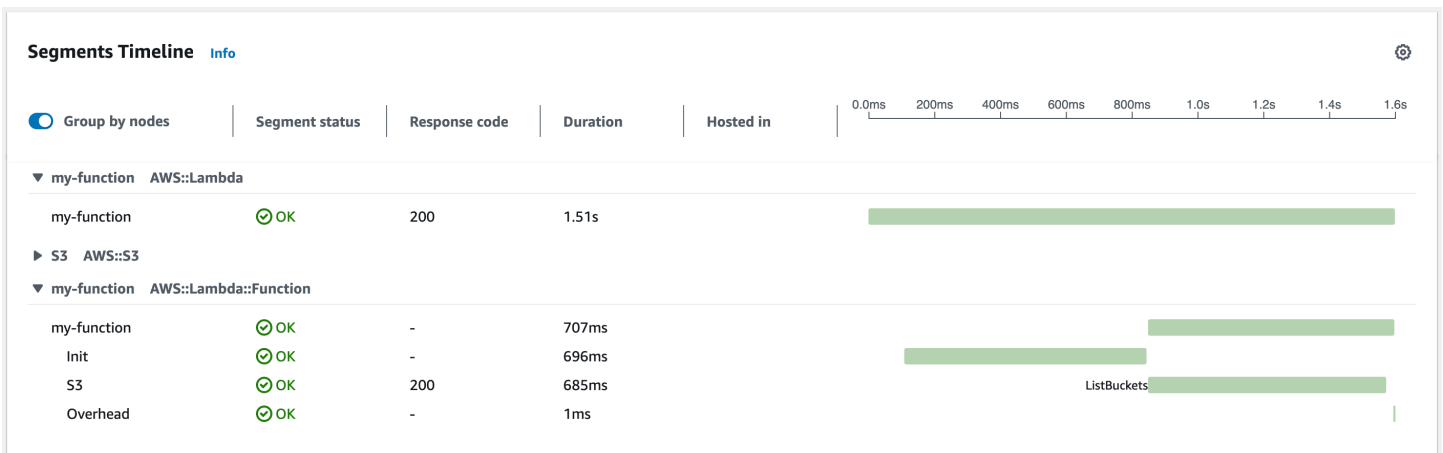 Segments Timeline Info
0.0ms 200ms 400ms 600ms 800ms 1.0s 1.2s 1.4s 1.6s
Group by nodes Segment status Response code Duration Hosted in
my-function AWS::Lambda
my-function OK 200 1.51s
S3 AWS::S3
my-function AWS::Lambda::Function
my-function OK - 707ms
Init OK - 696ms
S3 OK 200 685ms ListBuckets
Overhead OK - 1ms